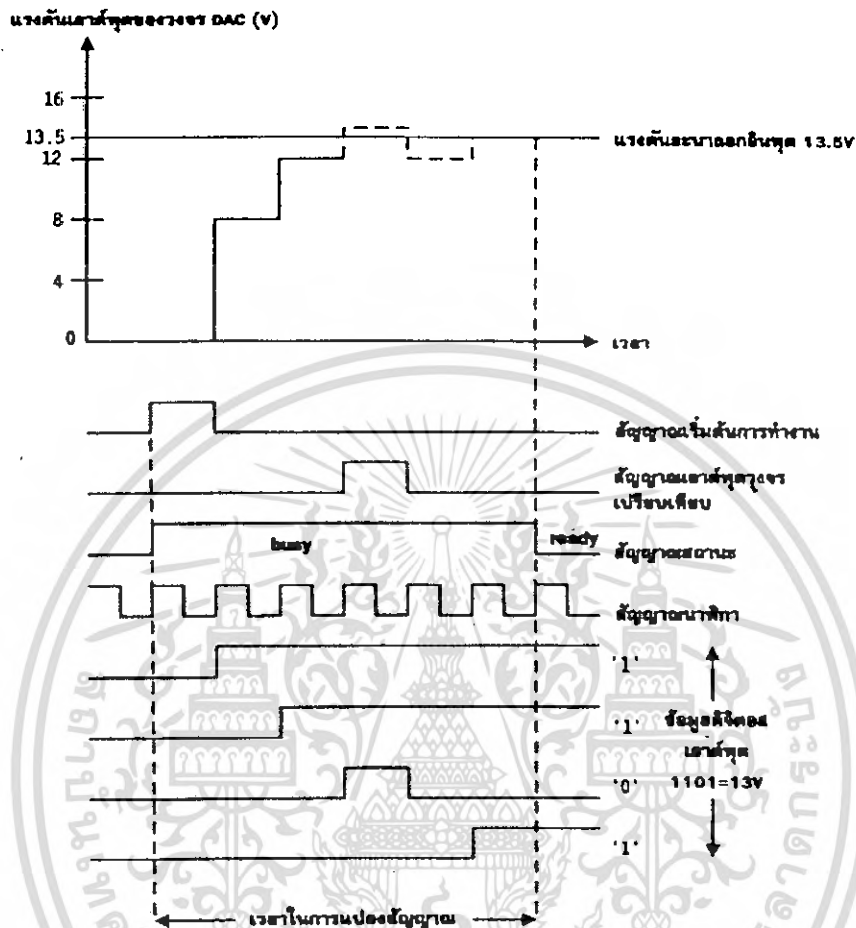 แรงดันเอาต์พุตของวงจร DAC (V)
16
13.5
แรงดันอะนาลอกอินพุต 13.5V
12
8
4
0
เวลา
สัญญาณเริ่มต้นการทำงาน
สัญญาณเอาต์พุตวงจร
เปรียบเทียบ
busy
ready
สัญญาณสถานะ
สัญญาณนาฬิกา
'1'
'1'
ข้อมูลดิจิตอล
เอาต์พุต
'0'
1101=13V
'1'
เวลาในการแปลงสัญญาณ